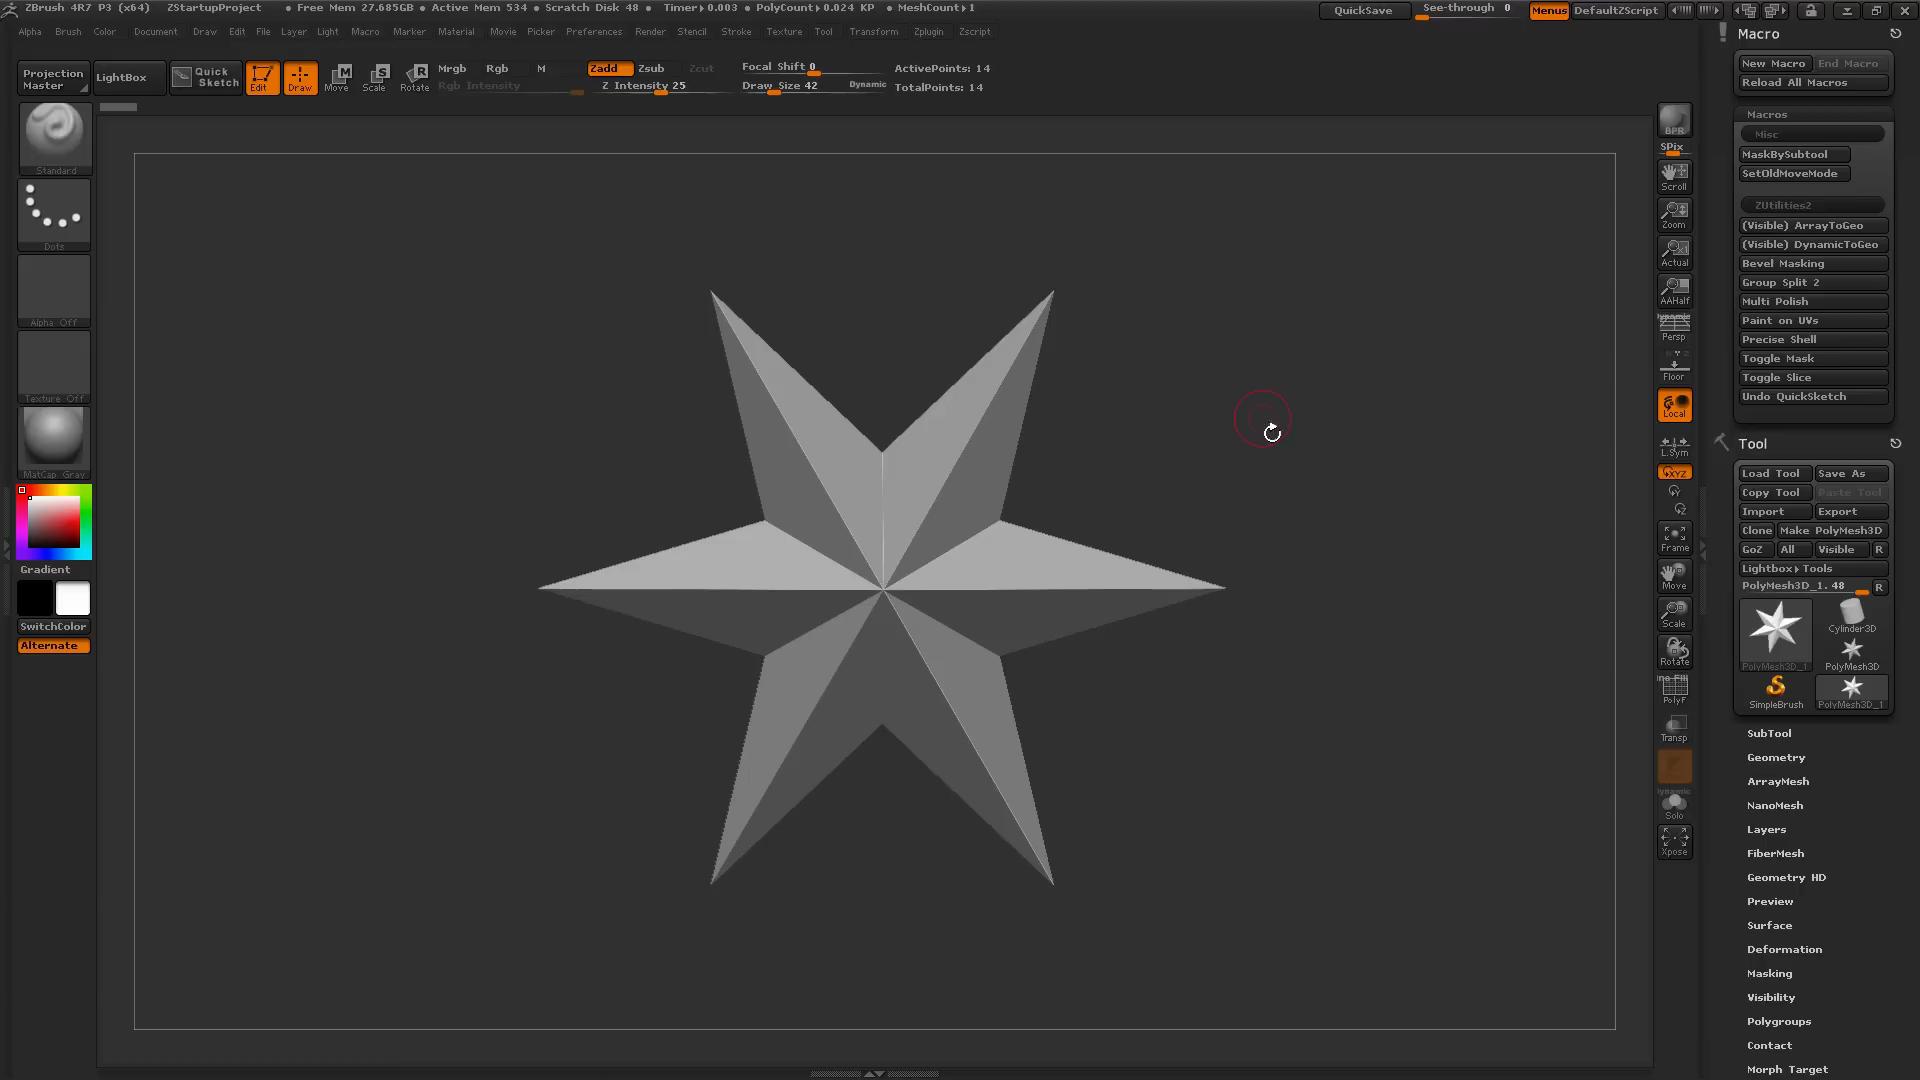 ZBrush 4R7 P3 (x64) ZStartupProject • Free Mem 27.685GB • Active Mem 534 • Scratch Disk 48 • Timer▸0.003 • PolyCount▸0.024 KP • MeshCount▸1 QuickSave See-through 0 Menus DefaultZScript
Alpha Brush Color Document Draw Edit File Layer Light Macro Marker Material Movie Picker Preferences Render Stencil Stroke Texture Tool Transform Zplugin Zscript
Projection Master
LightBox
Quick Sketch
Edit
Draw
Move
Scale
Rotate
Mrgb Rgb M
Rgb Intensity
Zadd Zsub Zcut
Z Intensity 25
Focal Shift 0
Draw Size 42 Dynamic
ActivePoints: 14
TotalPoints: 14
Standard
Dots
Alpha Off
Texture Off
MatCap Gray
Gradient
SwitchColor
Alternate
BPR
SPix
Scroll
Zoom
Actual
AAHalf
Dynamic
Persp
Floor
Local
L.Sym
XYZ
Y
Z
Frame
Move
Scale
Rotate
PolyF
Transp
Dynamic
Solo
Xpose
Macro
New Macro End Macro
Reload All Macros
Macros
Misc
MaskBySubtool
SetOldMoveMode
ZUtilities2
(Visible) ArrayToGeo
(Visible) DynamicToGeo
Bevel Masking
Group Split 2
Multi Polish
Paint on UVs
Precise Shell
Toggle Mask
Toggle Slice
Undo QuickSketch
Tool
Load Tool Save As
Copy Tool Paste Tool
Import Export
Clone Make PolyMesh3D
GoZ All Visible R
Lightbox▸Tools
PolyMesh3D_1. 48 R
PolyMesh3D_1
Cylinder3D
PolyMesh3D
SimpleBrush
PolyMesh3D_1
SubTool
Geometry
ArrayMesh
NanoMesh
Layers
FiberMesh
Geometry HD
Preview
Surface
Deformation
Masking
Visibility
Polygroups
Contact
Morph Target